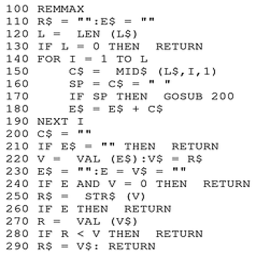 100 REMMAX
110 R$ = "":E$ = ""
120 L = LEN (L$)
130 IF L = 0 THEN RETURN
140 FOR I = 1 TO L
150 C$ = MID$ (L$,I,1)
160 SP = C$ = " "
170 IF SP THEN GOSUB 200
180 E$ = E$ + C$
190 NEXT I
200 C$ = ""
210 IF E$ = "" THEN RETURN
220 V = VAL (E$):V$ = R$
230 E$ = "":E = V$ = ""
240 IF E AND V = 0 THEN RETURN
250 R$ = STR$ (V)
260 IF E THEN RETURN
270 R = VAL (V$)
280 IF R < V THEN RETURN
290 R$ = V$: RETURN